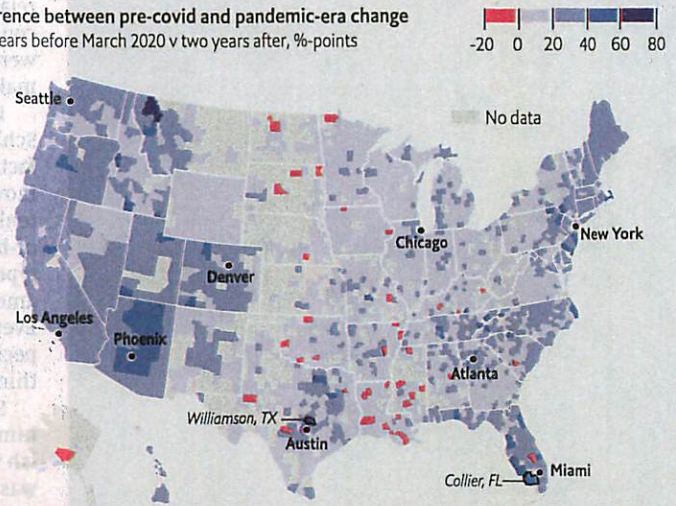 rence between pre-covid and pandemic-era change
ears before March 2020 v two years after, %-points
-20 0 20 40 60 80
Seattle
No data
New York
Chicago
Denver
Los Angeles
Phoenix
Atlanta
Williamson, TX
Austin
Miami
Collier, FL